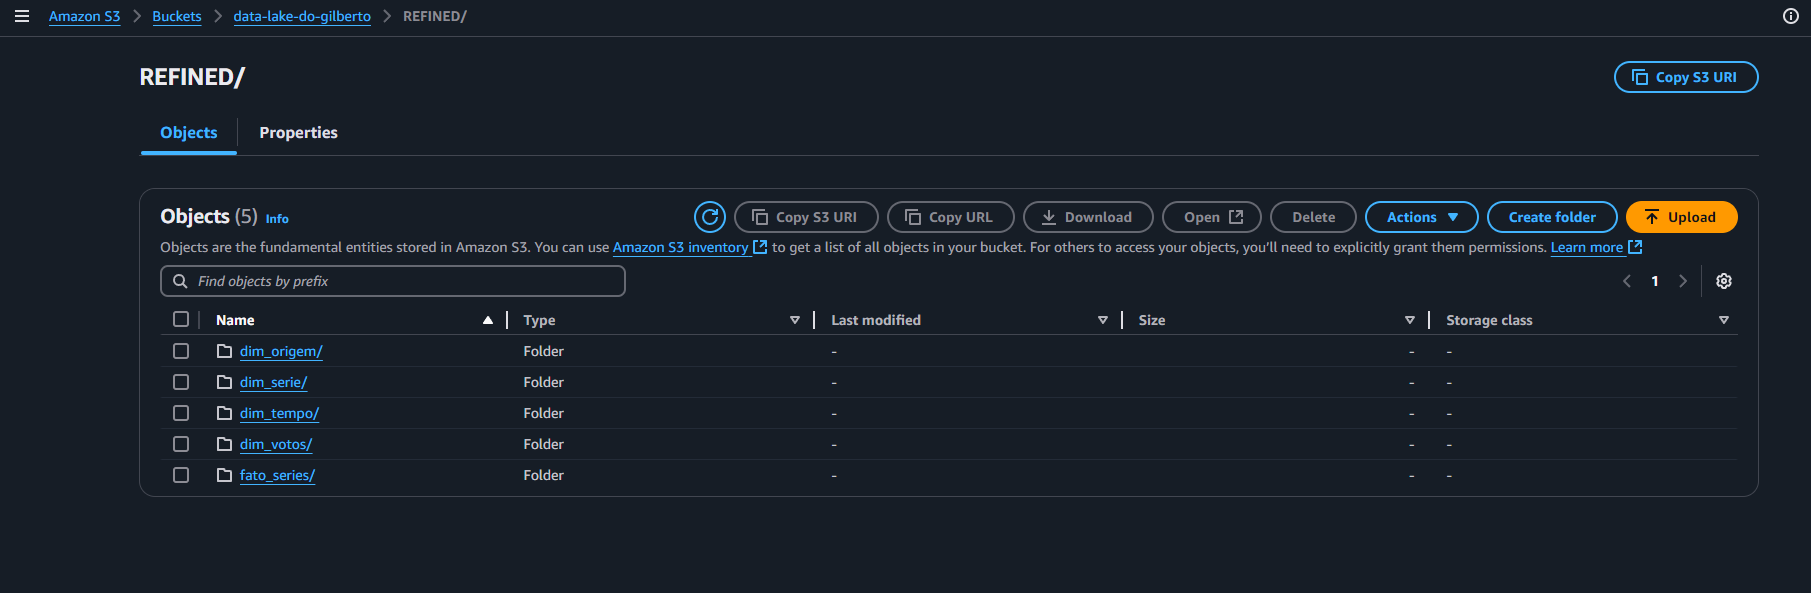 Amazon S3 > Buckets > data-lake-do-gilberto > REFINED/
REFINED/
Copy S3 URI
Objects Properties
Objects (5) Info
Copy S3 URI Copy URL Download Open Delete Actions Create folder Upload
Objects are the fundamental entities stored in Amazon S3. You can use Amazon S3 inventory to get a list of all objects in your bucket. For others to access your objects, you’ll need to explicitly grant them permissions. Learn more
Find objects by prefix
1
Name Type Last modified Size Storage class
dim_origem/ Folder - - -
dim_serie/ Folder - - -
dim_tempo/ Folder - - -
dim_votos/ Folder - - -
fato_series/ Folder - - -